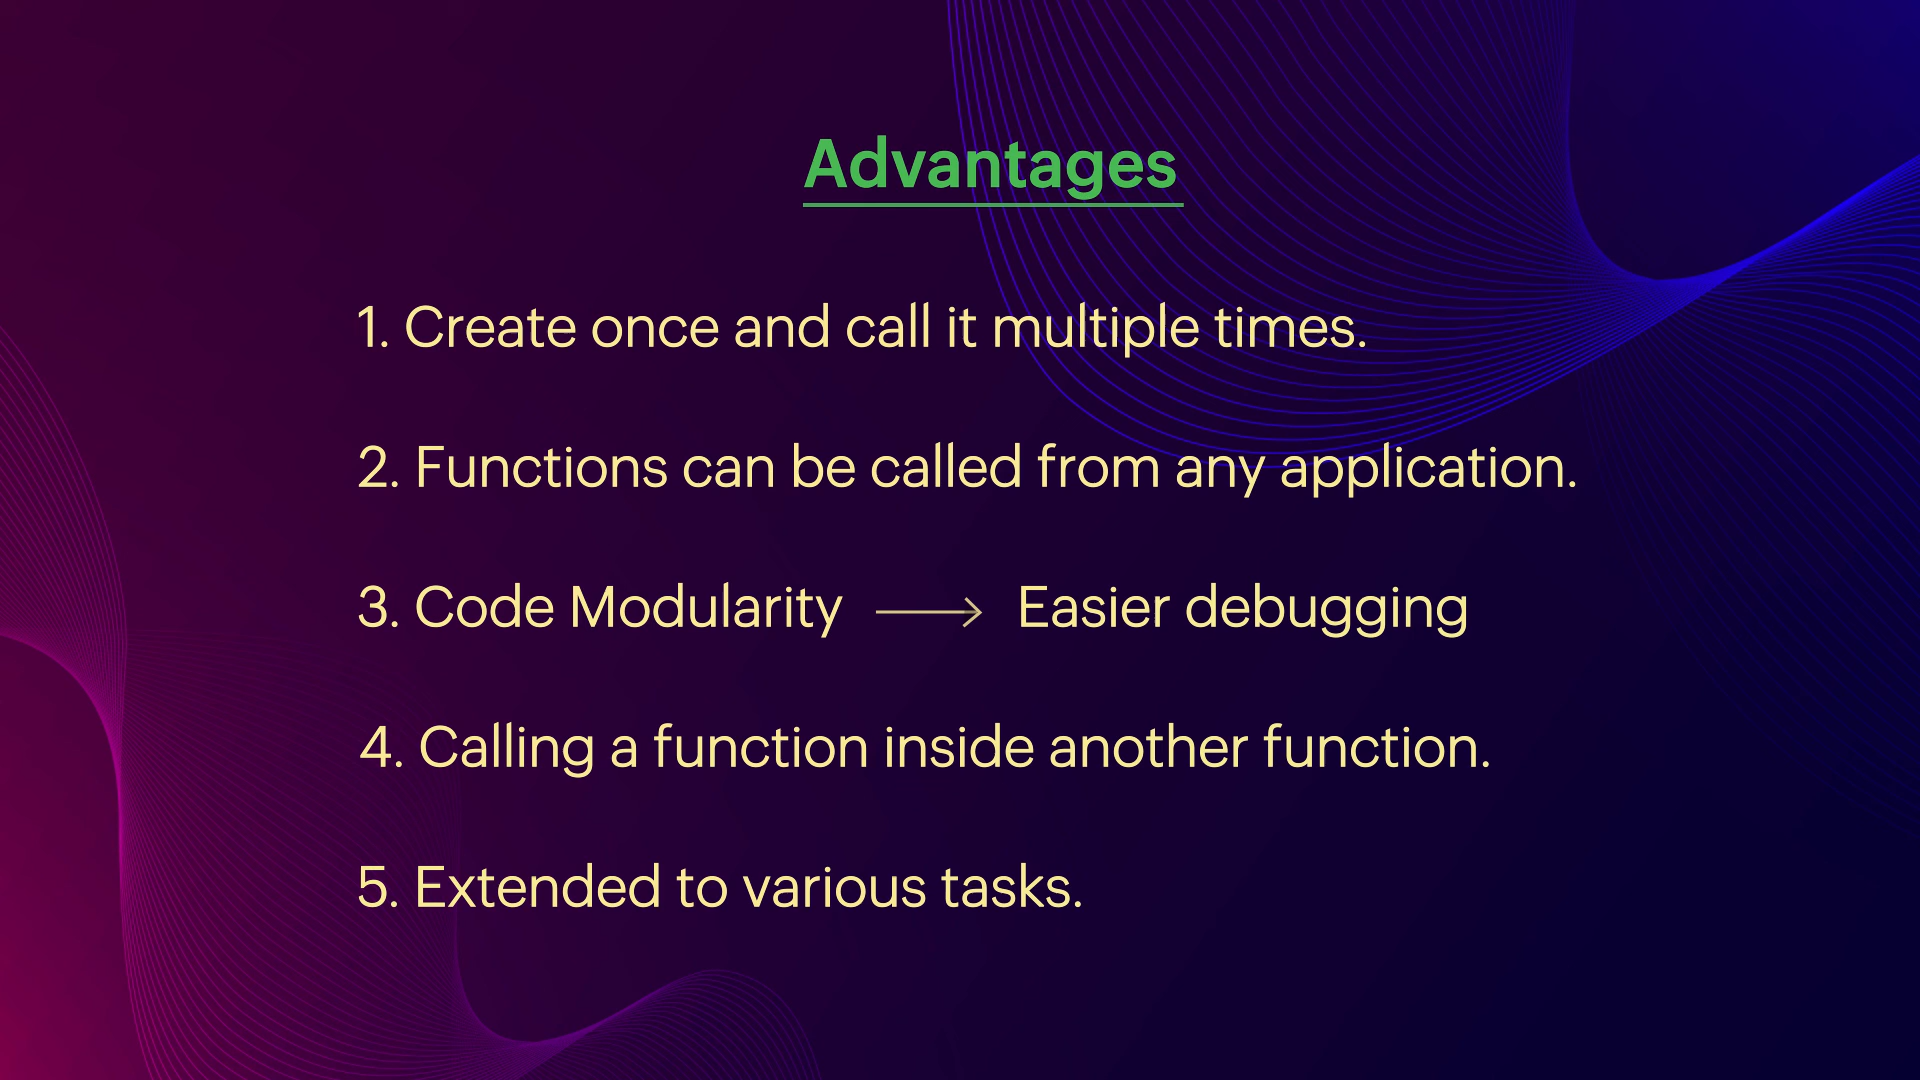 Advantages
1. Create once and call it multiple times.
2. Functions can be called from any application.
3. Code Modularity → Easier debugging
4. Calling a function inside another function.
5. Extended to various tasks.